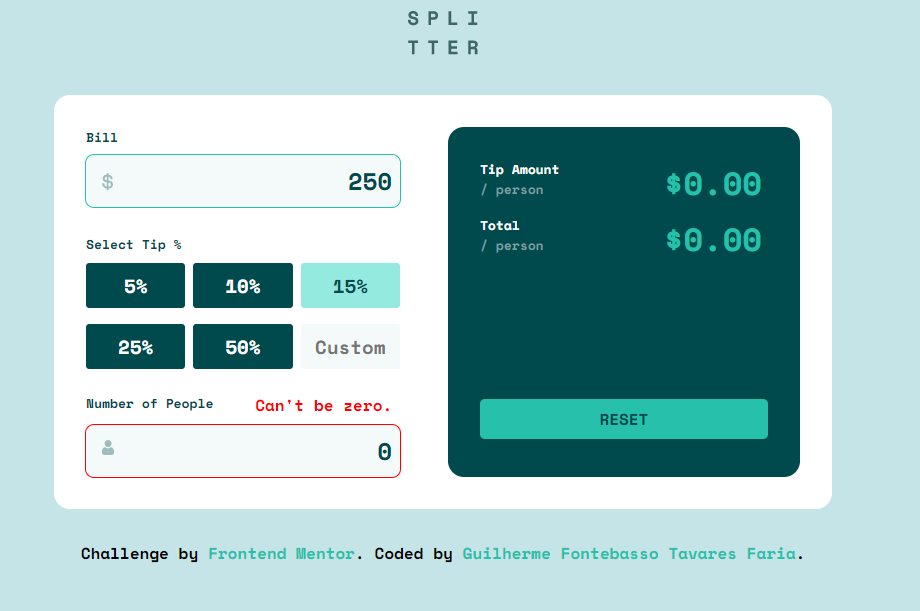 SPLI
TTER
Bill
$ 250
Select Tip %
5% 10% 15%
25% 50% Custom
Number of People Can't be zero.
0
Tip Amount
/ person
$0.00
Total
/ person
$0.00
RESET
Challenge by Frontend Mentor. Coded by Guilherme Fontebasso Tavares Faria.